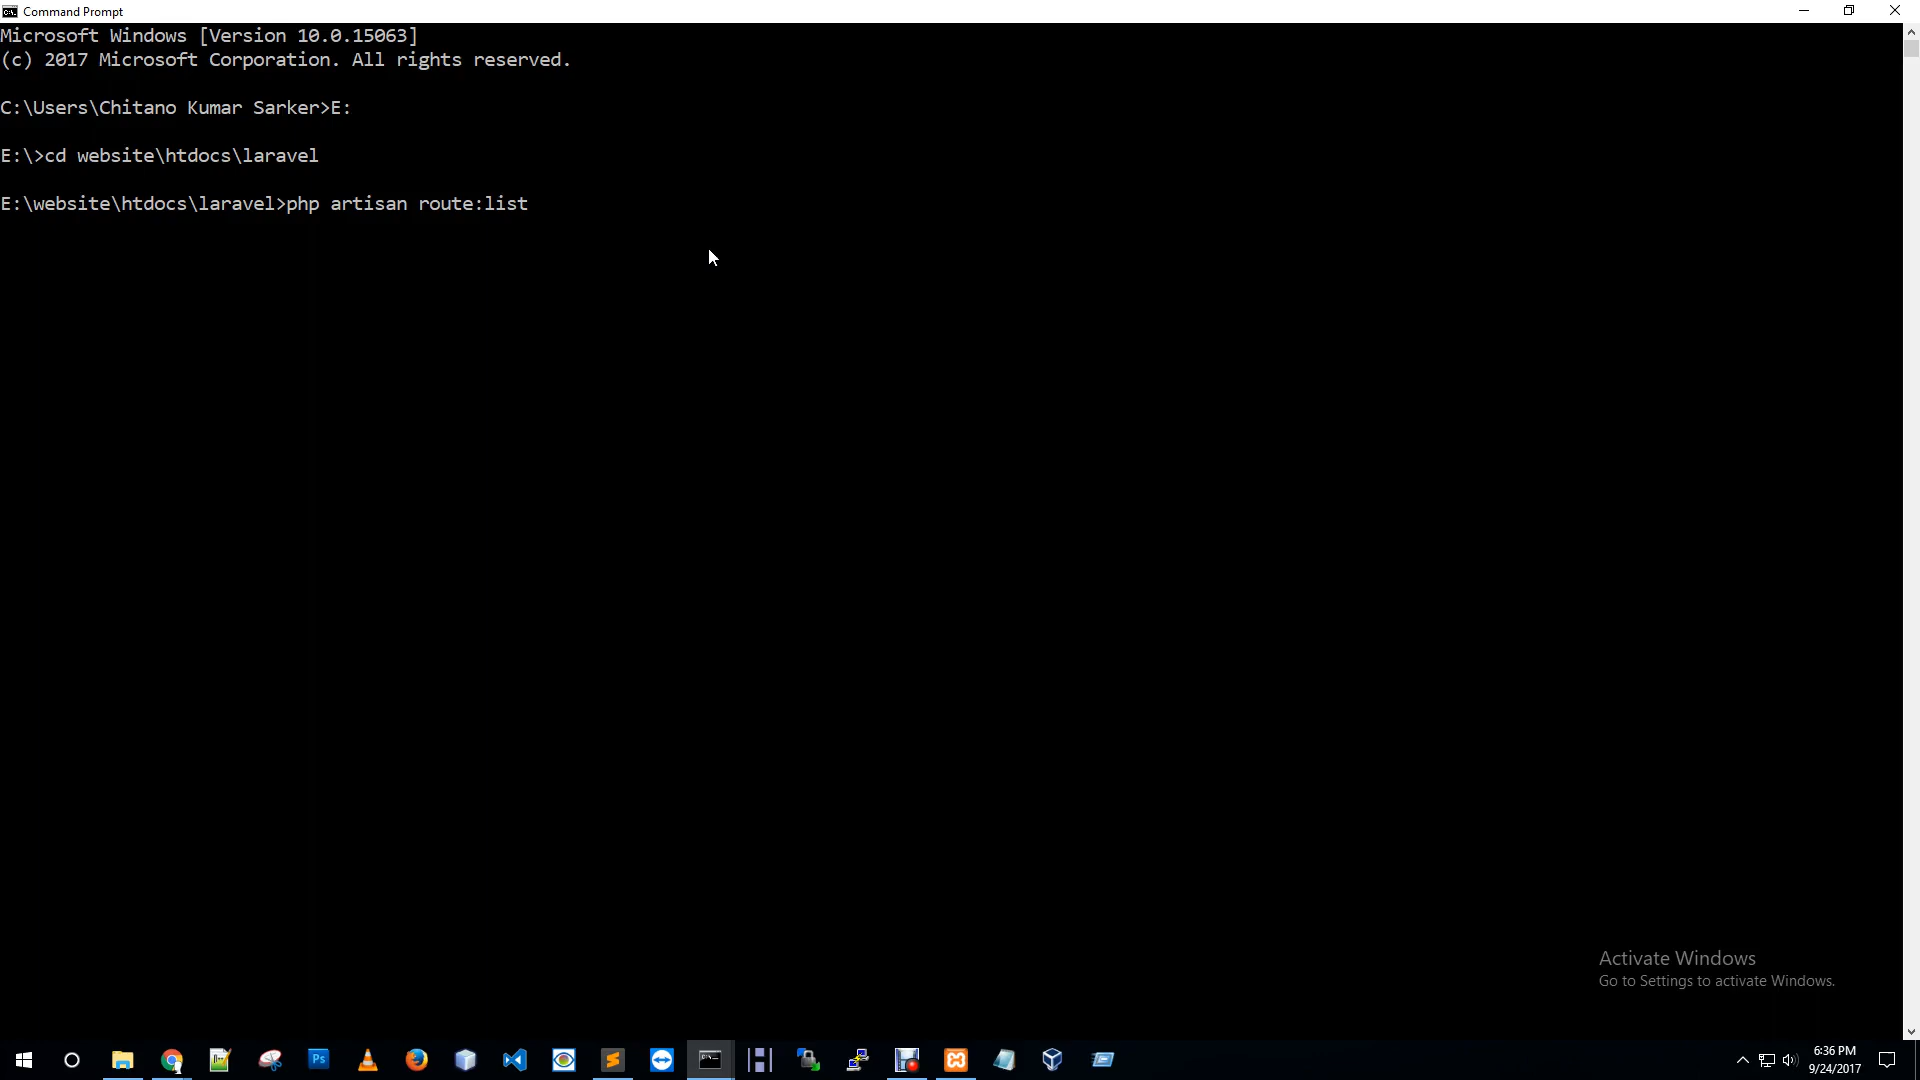 Command Prompt
Microsoft Windows [Version 10.0.15063]
(c) 2017 Microsoft Corporation. All rights reserved.
C:\Users\Chitano Kumar Sarker>E:
E:\>cd website\htdocs\laravel
E:\website\htdocs\laravel>php artisan route:list
Activate Windows
Go to Settings to activate Windows.
Ps
6:36 PM
9/24/2017